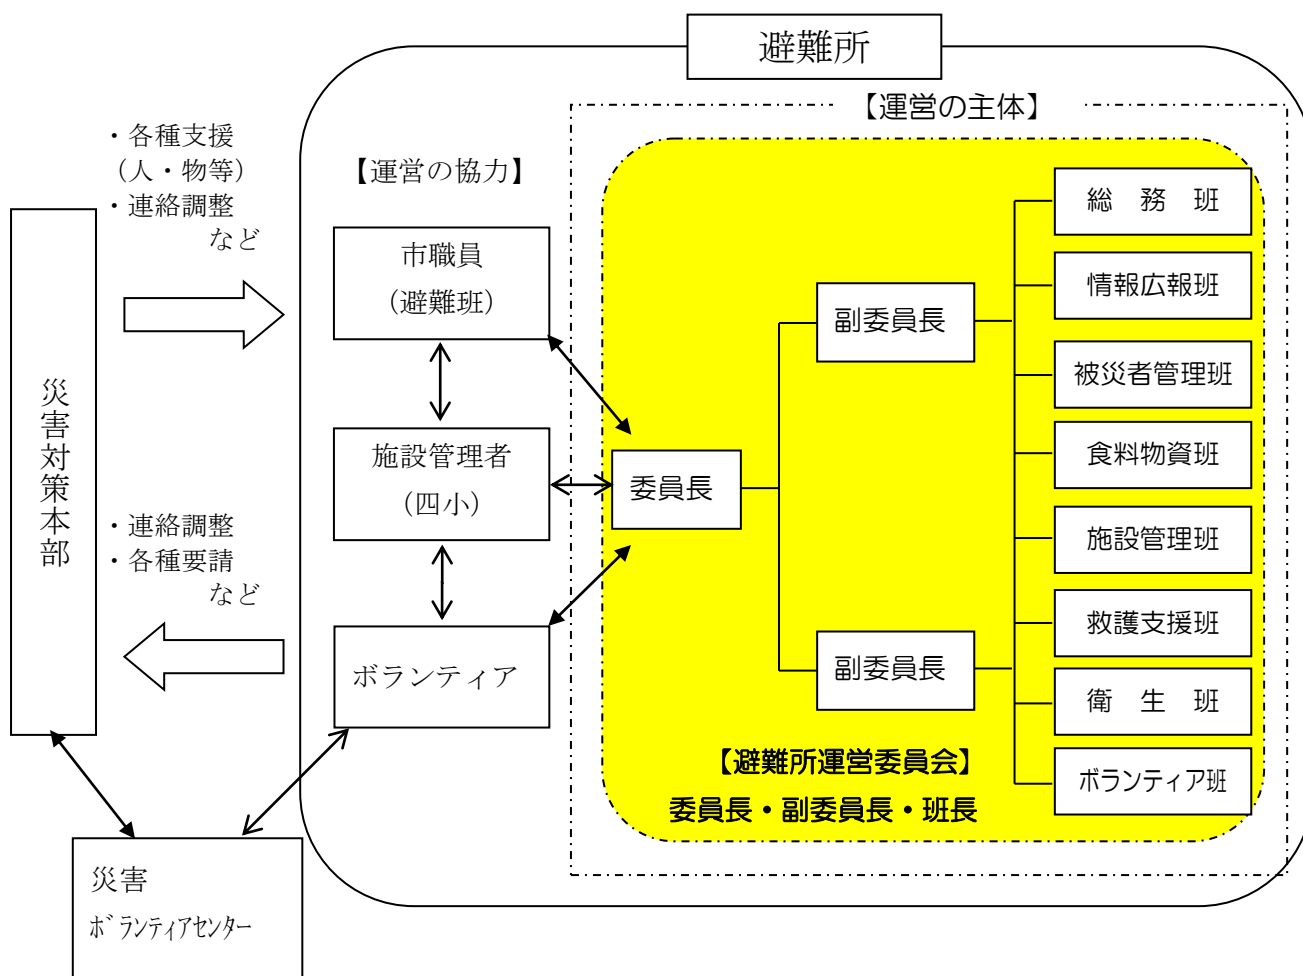 避難所
【運営の主体】
・各種支援
（人・物等）
・連絡調整
など
【運営の協力】
市職員
（避難班）
施設管理者
（四小）
ボランティア
災害対策本部
・連絡調整
・各種要請
など
災害
ﾎﾞﾗﾝﾃｨｱｾﾝﾀｰ
委員長
副委員長
副委員長
総　務　班
情報広報班
被災者管理班
食料物資班
施設管理班
救護支援班
衛　生　班
ボランティア班
【避難所運営委員会】
委員長・副委員長・班長